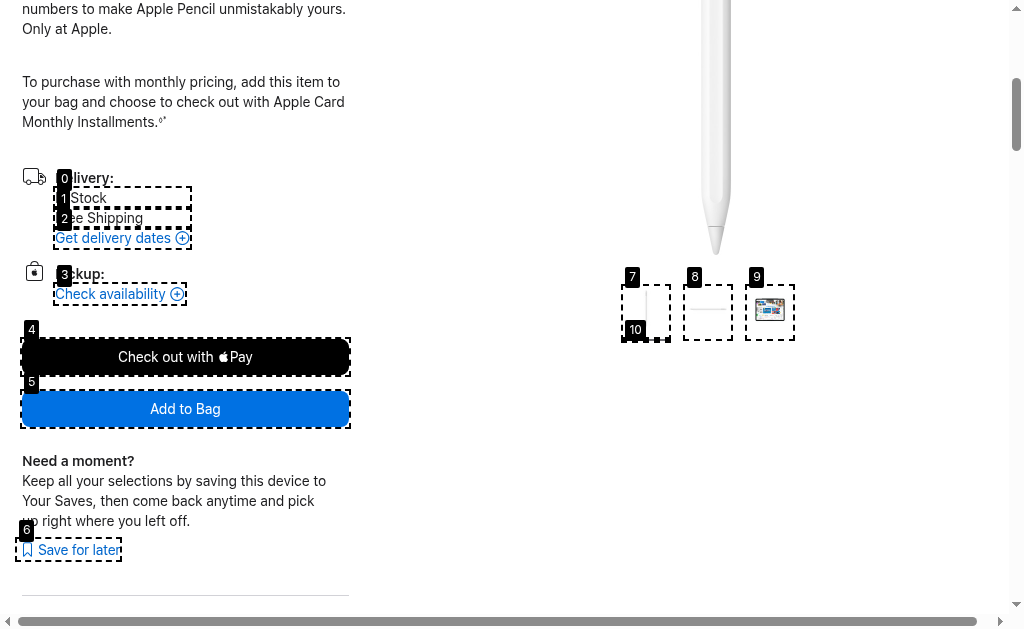 numbers to make Apple Pencil unmistakably yours.
Only at Apple.
To purchase with monthly pricing, add this item to
your bag and choose to check out with Apple Card
Monthly Installments.◊*
0
livery:
1
Stock
2
ee Shipping
Get delivery dates
3
ckup:
Check availability
4
Check out with Pay
5
Add to Bag
Need a moment?
Keep all your selections by saving this device to
Your Saves, then come back anytime and pick
up right where you left off.
6
Save for later
7
8
9
10